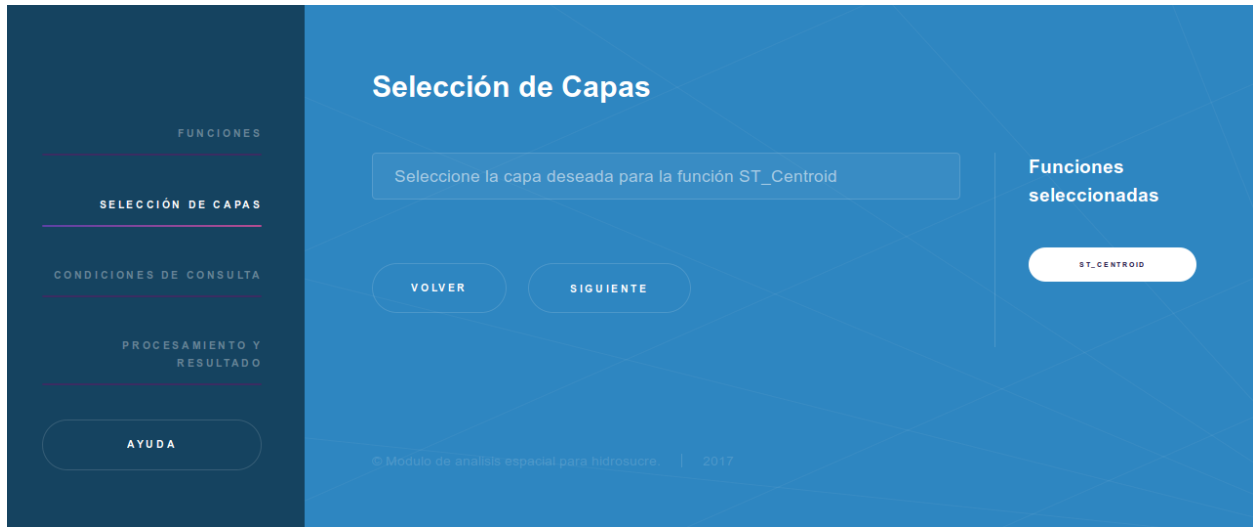 FUNCIONES
SELECCIÓN DE CAPAS
CONDICIONES DE CONSULTA
PROCESAMIENTO Y
RESULTADO
AYUDA
Selección de Capas
Seleccione la capa deseada para la función ST_Centroid
VOLVER
SIGUIENTE
Funciones
seleccionadas
ST_CENTROID
© Modulo de analisis espacial para hidrosucre. | 2017